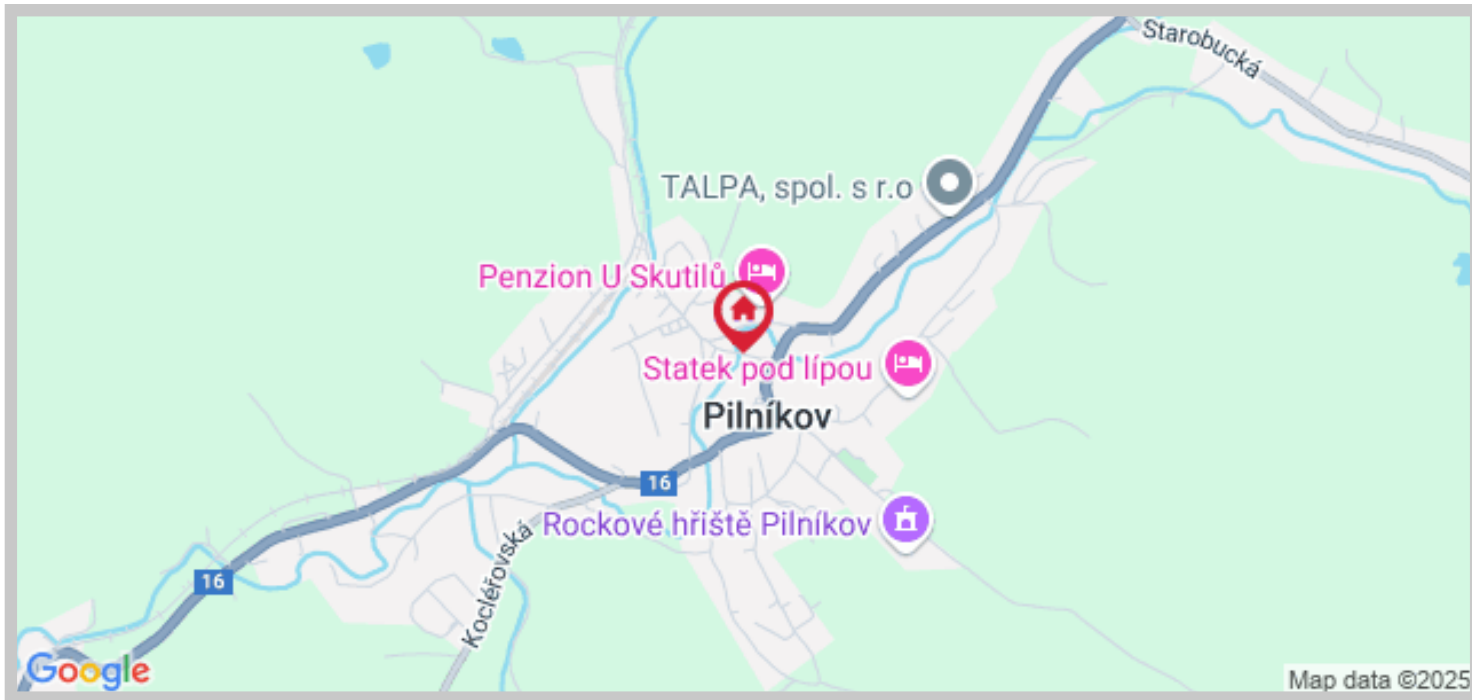 Starobucká
TALPA, spol. s r.o
Penzion U Skutilů
Statek pod lípou
Pilníkov
16
Rockové hřiště Pilníkov
Kocléřovská
16
Google
Map data ©2025